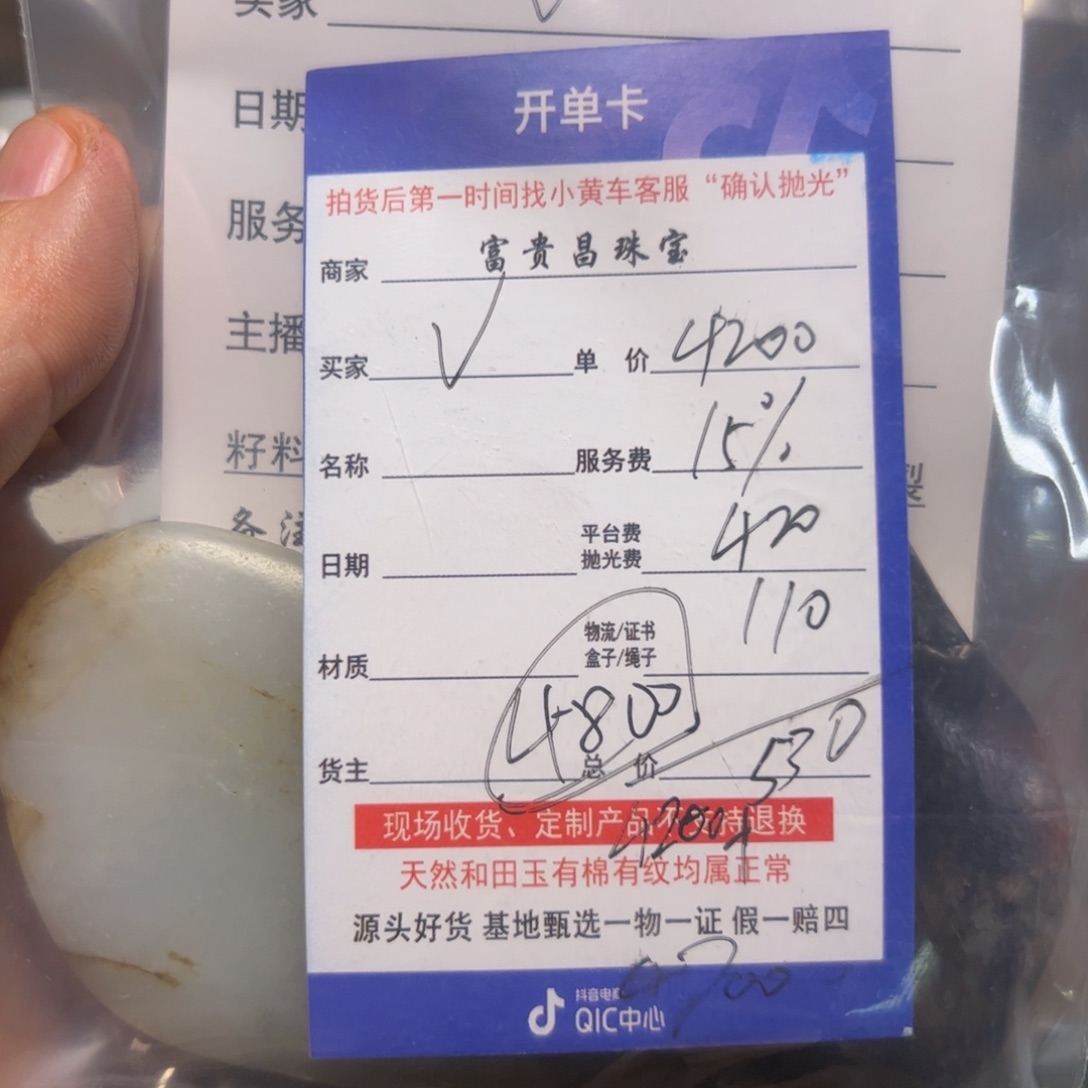 买家
日期
服务
主播
籽料
备注
开单卡
拍货后第一时间找小黄车客服“确认抛光”
商家 富贵昌珠宝
买家 √ 单价 4200
名称 服务费 15%
日期 平台费 抛光费 420
材质 物流/证书 盒子/绳子 110
4800
货主 总价 530
现场收货、定制产品不支持退换
4200+
天然和田玉有棉有纹均属正常
源头好货 基地甄选一物一证 假一赔四
抖音电商
QIC中心